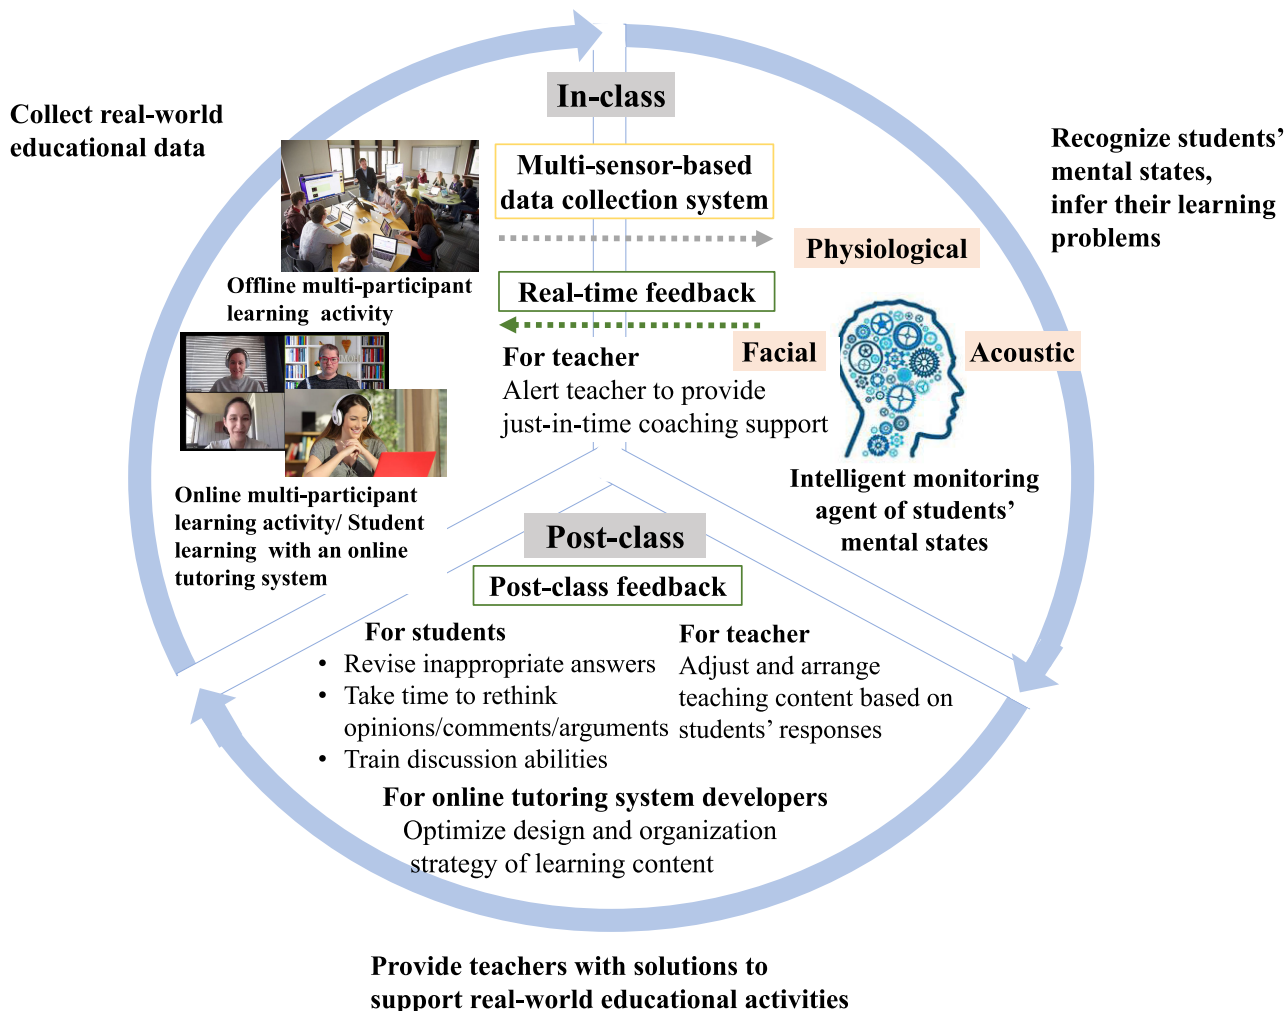 In-class
Collect real-world
educational data
Multi-sensor-based
data collection system
Recognize students’
mental states,
infer their learning
problems
Physiological
Offline multi-participant
learning activity
Real-time feedback
Facial
Acoustic
For teacher
Alert teacher to provide
just-in-time coaching support
Intelligent monitoring
agent of students’
mental states
Online multi-participant
learning activity/ Student
learning with an online
tutoring system
Post-class
Post-class feedback
For students
• Revise inappropriate answers
• Take time to rethink
opinions/comments/arguments
• Train discussion abilities
For teacher
Adjust and arrange
teaching content based on
students’ responses
For online tutoring system developers
Optimize design and organization
strategy of learning content
Provide teachers with solutions to
support real-world educational activities